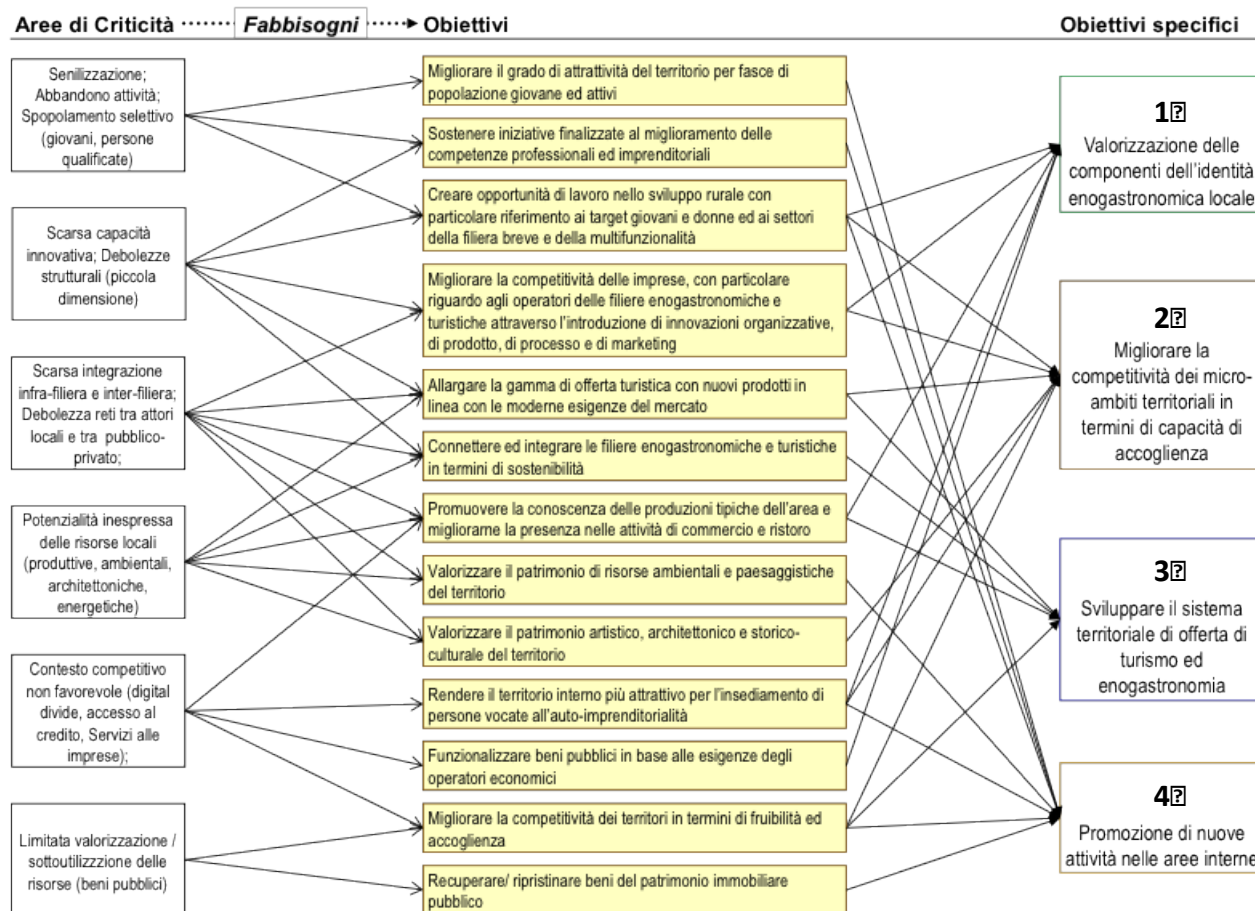 Aree di Criticità Fabbisogni Obiettivi Obiettivi specifici
Senilizzazione;
Abbandono attività;
Spopolamento selettivo
(giovani, persone
qualificate)
Scarsa capacità
innovativa; Debolezze
strutturali (piccola
dimensione)
Scarsa integrazione
infra-filiera e inter-filiera;
Debolezza reti tra attori
locali e tra pubblico-
privato;
Potenzialità inespressa
delle risorse locali
(produttive, ambientali,
architettoniche,
energetiche)
Contesto competitivo
non favorevole (digital
divide, accesso al
credito, Servizi alle
imprese);
Limitata valorizzazione /
sottoutilizzzione delle
risorse (beni pubblici)
Migliorare il grado di attrattività del territorio per fasce di
popolazione giovane ed attivi
Sostenere iniziative finalizzate al miglioramento delle
competenze professionali ed imprenditoriali
Creare opportunità di lavoro nello sviluppo rurale con
particolare riferimento ai target giovani e donne ed ai settori
della filiera breve e della multifunzionalità
Migliorare la competitività delle imprese, con particolare
riguardo agli operatori delle filiere enogastronomiche e
turistiche attraverso l'introduzione di innovazioni organizzative,
di prodotto, di processo e di marketing
Allargare la gamma di offerta turistica con nuovi prodotti in
linea con le moderne esigenze del mercato
Connettere ed integrare le filiere enogastronomiche e turistiche
in termini di sostenibilità
Promuovere la conoscenza delle produzioni tipiche dell'area e
migliorarne la presenza nelle attività di commercio e ristoro
Valorizzare il patrimonio di risorse ambientali e paesaggistiche
del territorio
Valorizzare il patrimonio artistico, architettonico e storico-
culturale del territorio
Rendere il territorio interno più attrattivo per l'insediamento di
persone vocate all'auto-imprenditorialità
Funzionalizzare beni pubblici in base alle esigenze degli
operatori economici
Migliorare la competitività dei territori in termini di fruibilità ed
accoglienza
Recuperare/ ripristinare beni del patrimonio immobiliare
pubblico
1⍰
Valorizzazione delle
componenti dell'identità
enogastronomica locale
2⍰
Migliorare la
competitività dei micro-
ambiti territoriali in
termini di capacità di
accoglienza
3⍰
Sviluppare il sistema
territoriale di offerta di
turismo ed
enogastronomia
4⍰
Promozione di nuove
attività nelle aree interne